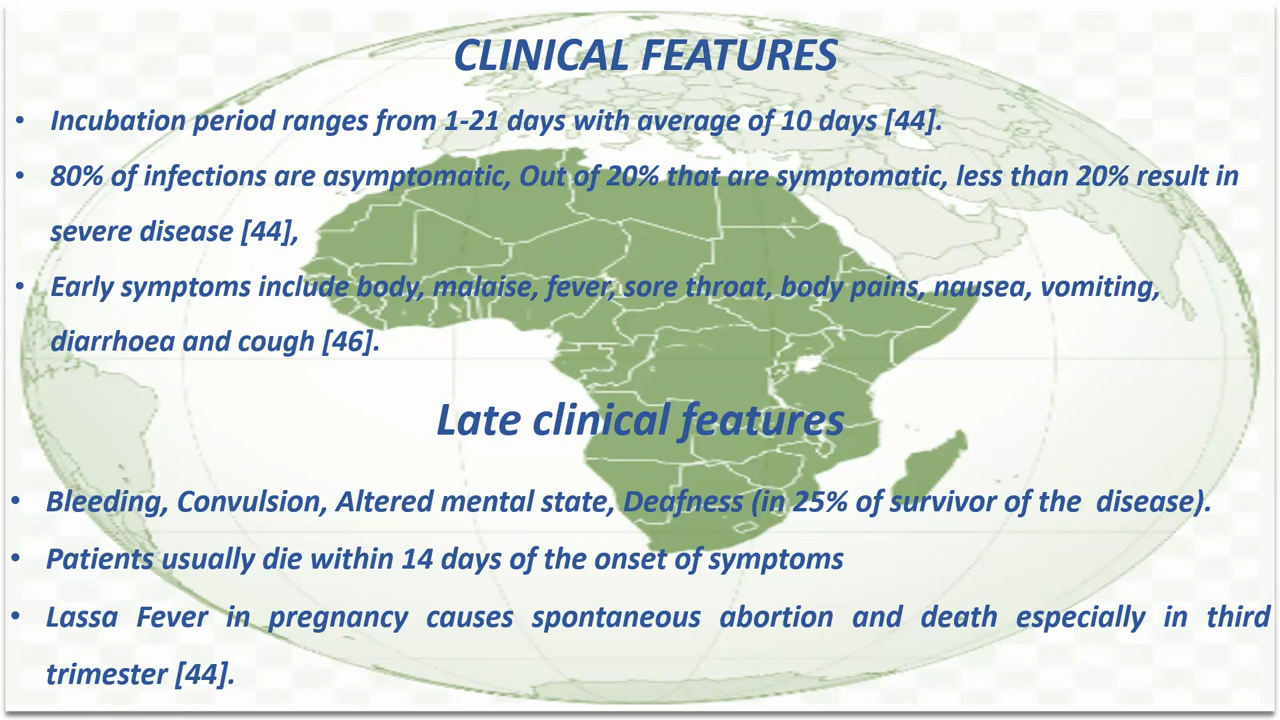 CLINICAL FEATURES
• Incubation period ranges from 1-21 days with average of 10 days [44].
• 80% of infections are asymptomatic, Out of 20% that are symptomatic, less than 20% result in
severe disease [44],
• Early symptoms include body, malaise, fever, sore throat, body pains, nausea, vomiting,
diarrhoea and cough [46].
Late clinical features
• Bleeding, Convulsion, Altered mental state, Deafness (in 25% of survivor of the  disease).
• Patients usually die within 14 days of the onset of symptoms
• Lassa Fever in pregnancy causes spontaneous abortion and death especially in third
trimester [44].